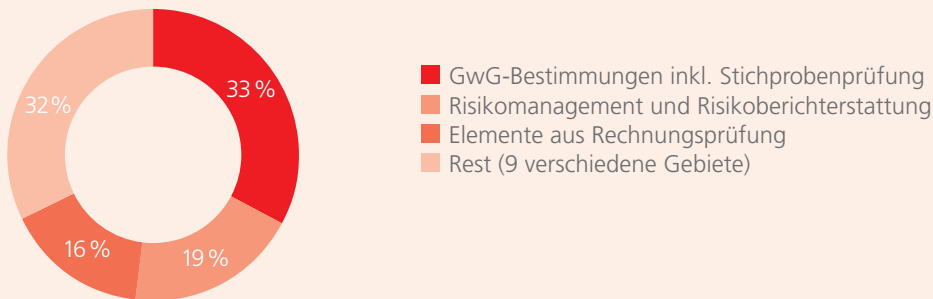 33 %
19 %
16 %
32 %
GwG-Bestimmungen inkl. Stichprobenprüfung
Risikomanagement und Risikoberichterstattung
Elemente aus Rechnungsprüfung
Rest (9 verschiedene Gebiete)